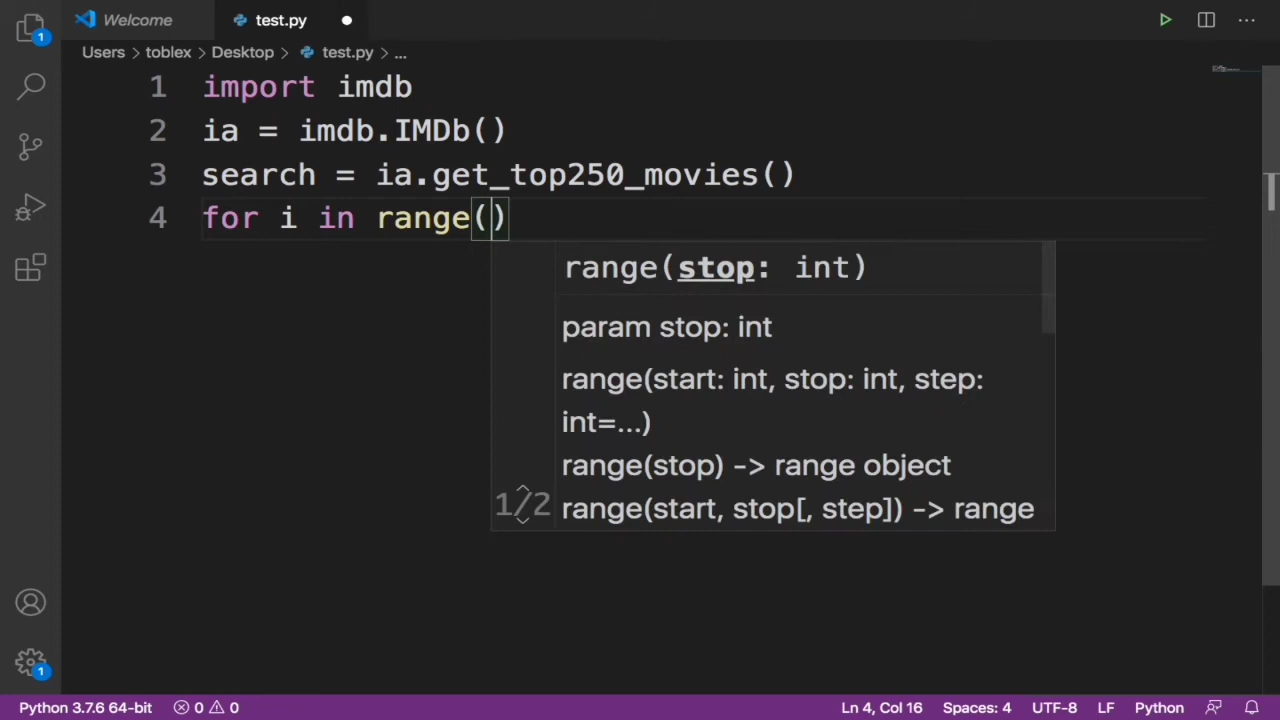 Welcome
test.py
Users > toblex > Desktop > test.py > ...
1 import imdb
2 ia = imdb.IMDb()
3 search = ia.get_top250_movies()
4 for i in range()
range(stop: int)
param stop: int
range(start: int, stop: int, step:
int=...)
range(stop) -> range object
1/2 range(start, stop[, step]) -> range
1
1
Python 3.7.6 64-bit 0 0 Ln 4, Col 16 Spaces: 4 UTF-8 LF Python